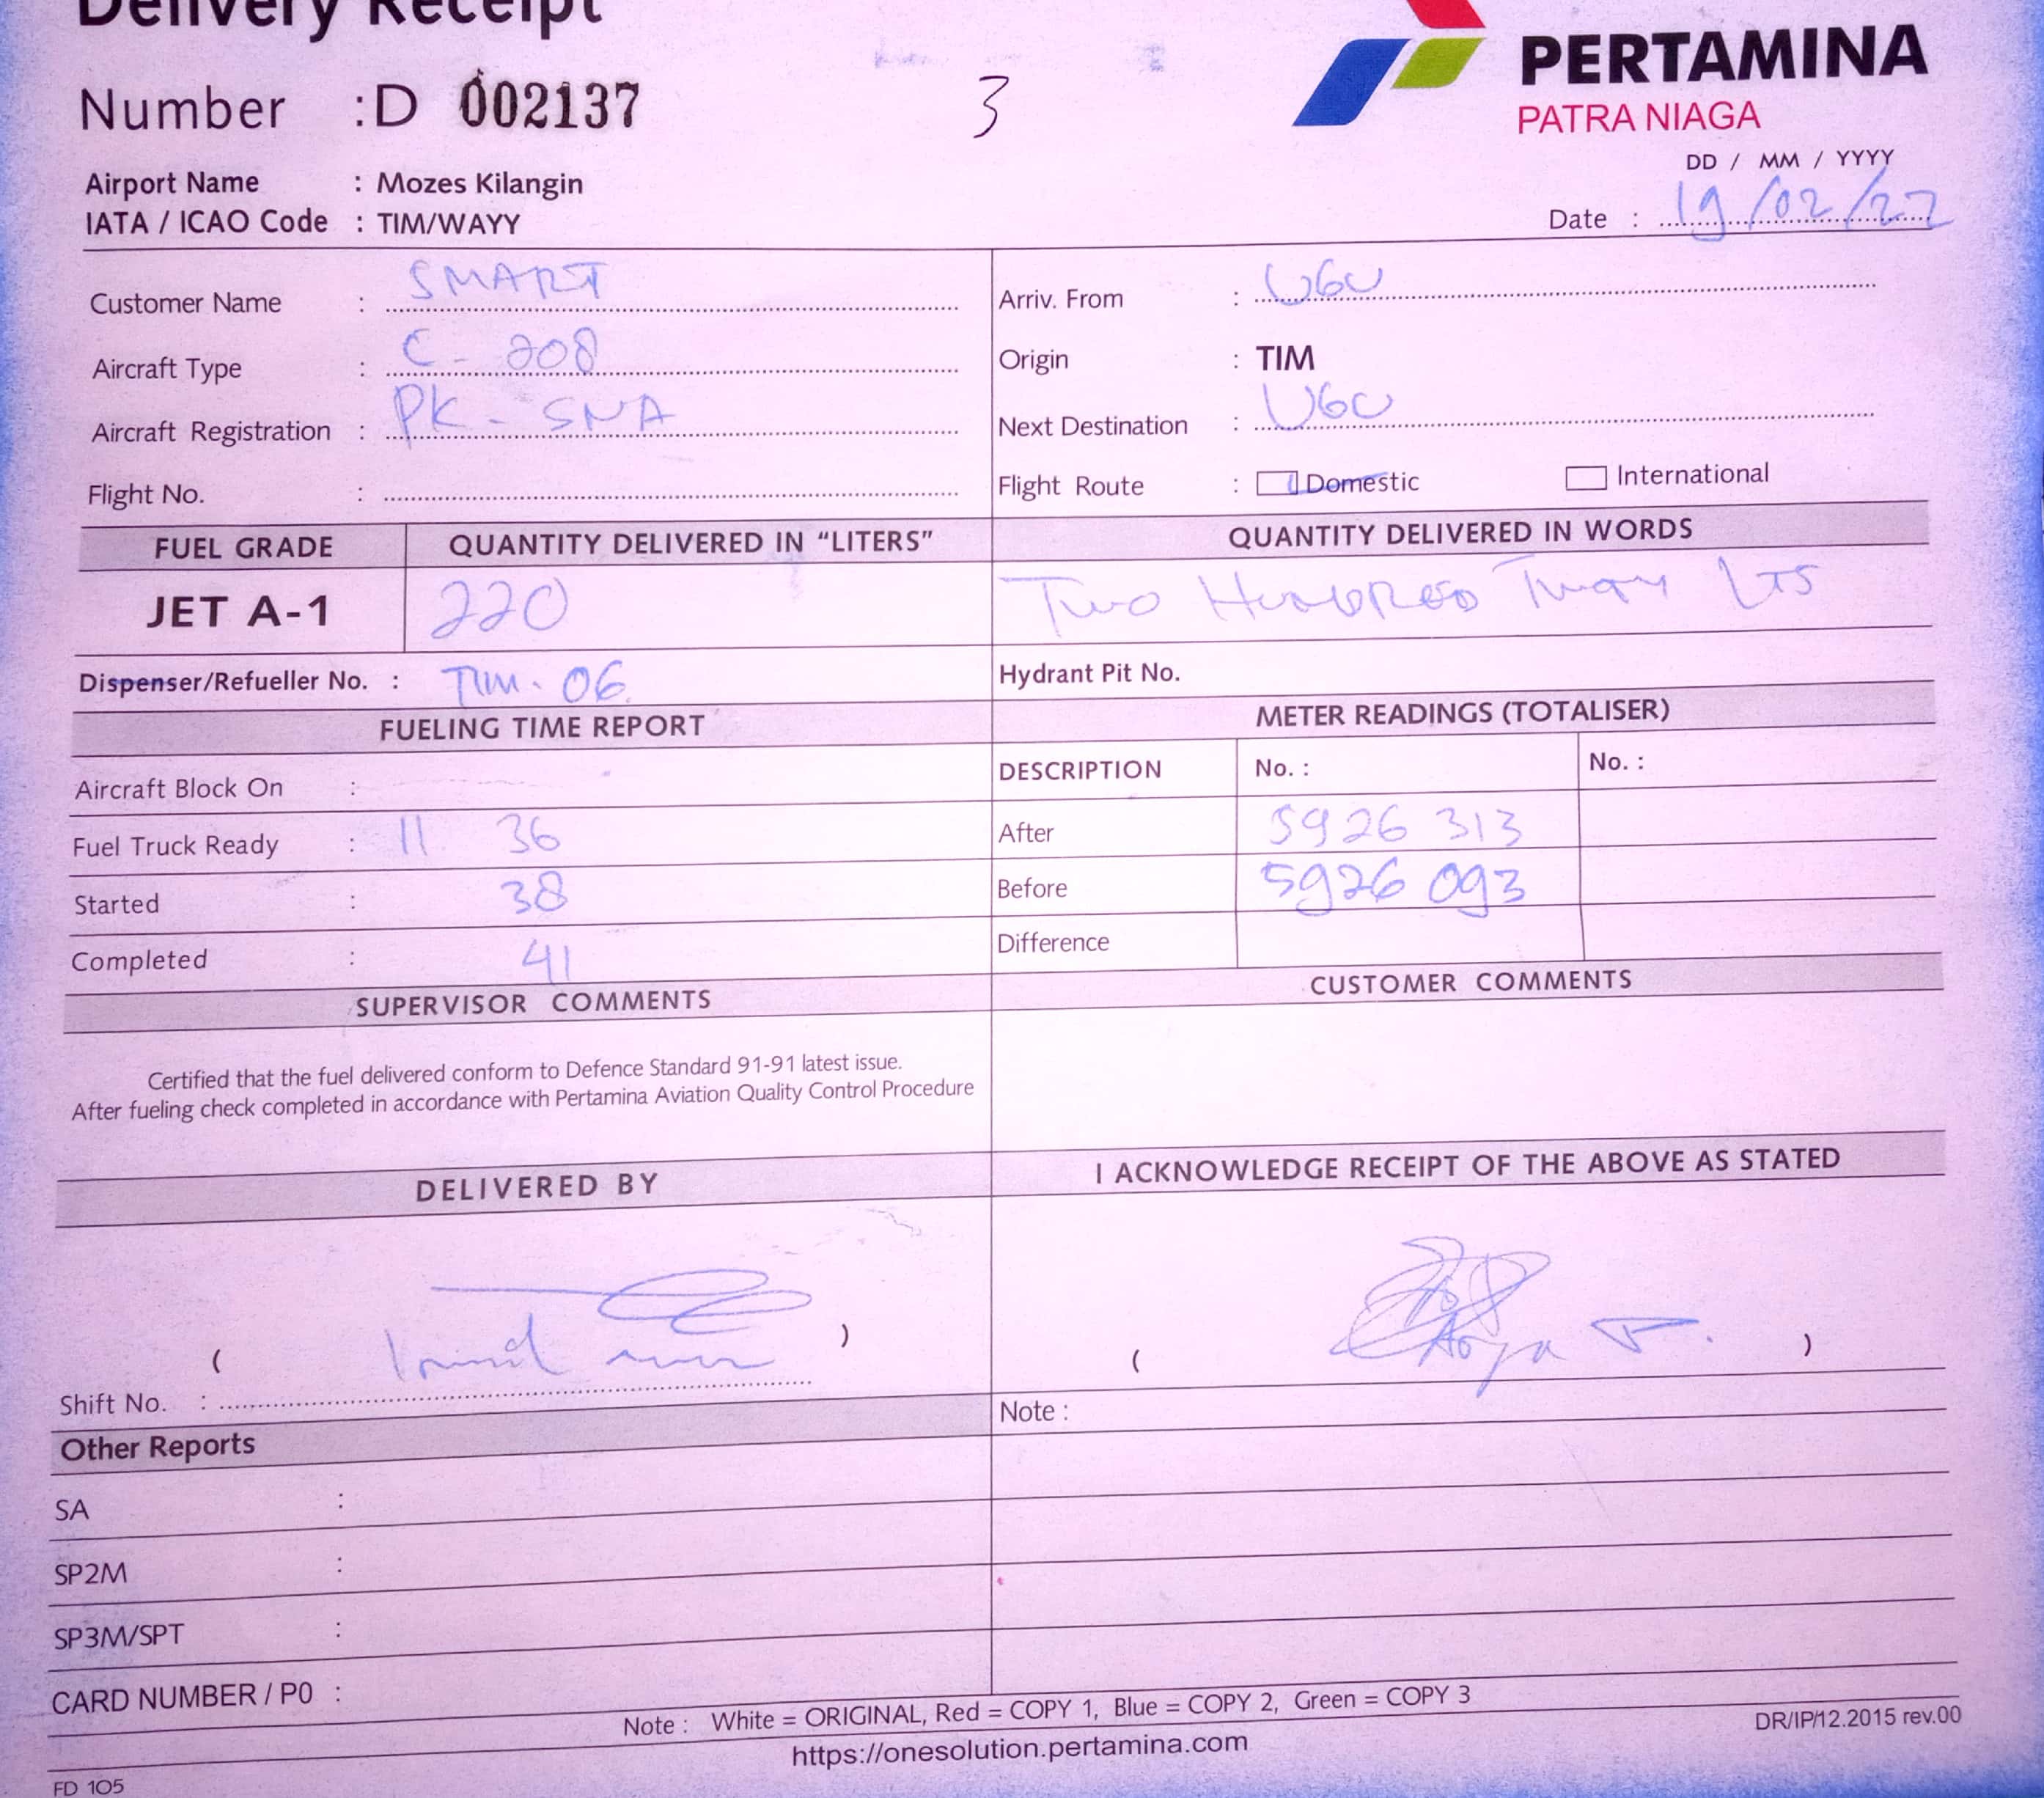 Delivery Receipt
Number : D 002137
3
PERTAMINA
PATRA NIAGA
Airport Name : Mozes Kilangin
IATA / ICAO Code : TIM/WAYY
DD / MM / YYYY
Date : 19/02/22
Customer Name : SMART
Aircraft Type : C - 208
Aircraft Registration : PK - SNA
Flight No. :
Arriv. From : UGU
Origin : TIM
Next Destination : UGU
Flight Route : Domestic International
FUEL GRADE QUANTITY DELIVERED IN "LITERS" QUANTITY DELIVERED IN WORDS
JET A-1 220 Two HUNDRED Twenty LTS
Dispenser/Refueller No. : TIM - 06 Hydrant Pit No.
FUELING TIME REPORT
Aircraft Block On :
Fuel Truck Ready : 11 36
Started : 38
Completed : 41
METER READINGS (TOTALISER)
DESCRIPTION No. : No. :
After 5926 313
Before 5926 093
Difference
SUPERVISOR COMMENTS
Certified that the fuel delivered conform to Defence Standard 91-91 latest issue.
After fueling check completed in accordance with Pertamina Aviation Quality Control Procedure
CUSTOMER COMMENTS
DELIVERED BY
( )
Shift No. :
I ACKNOWLEDGE RECEIPT OF THE ABOVE AS STATED
( )
Note :
Other Reports
SA :
SP2M :
SP3M/SPT :
CARD NUMBER / P0 :
Note : White = ORIGINAL, Red = COPY 1, Blue = COPY 2, Green = COPY 3
DR/IP/12.2015 rev.00
https://onesolution.pertamina.com
FD 105